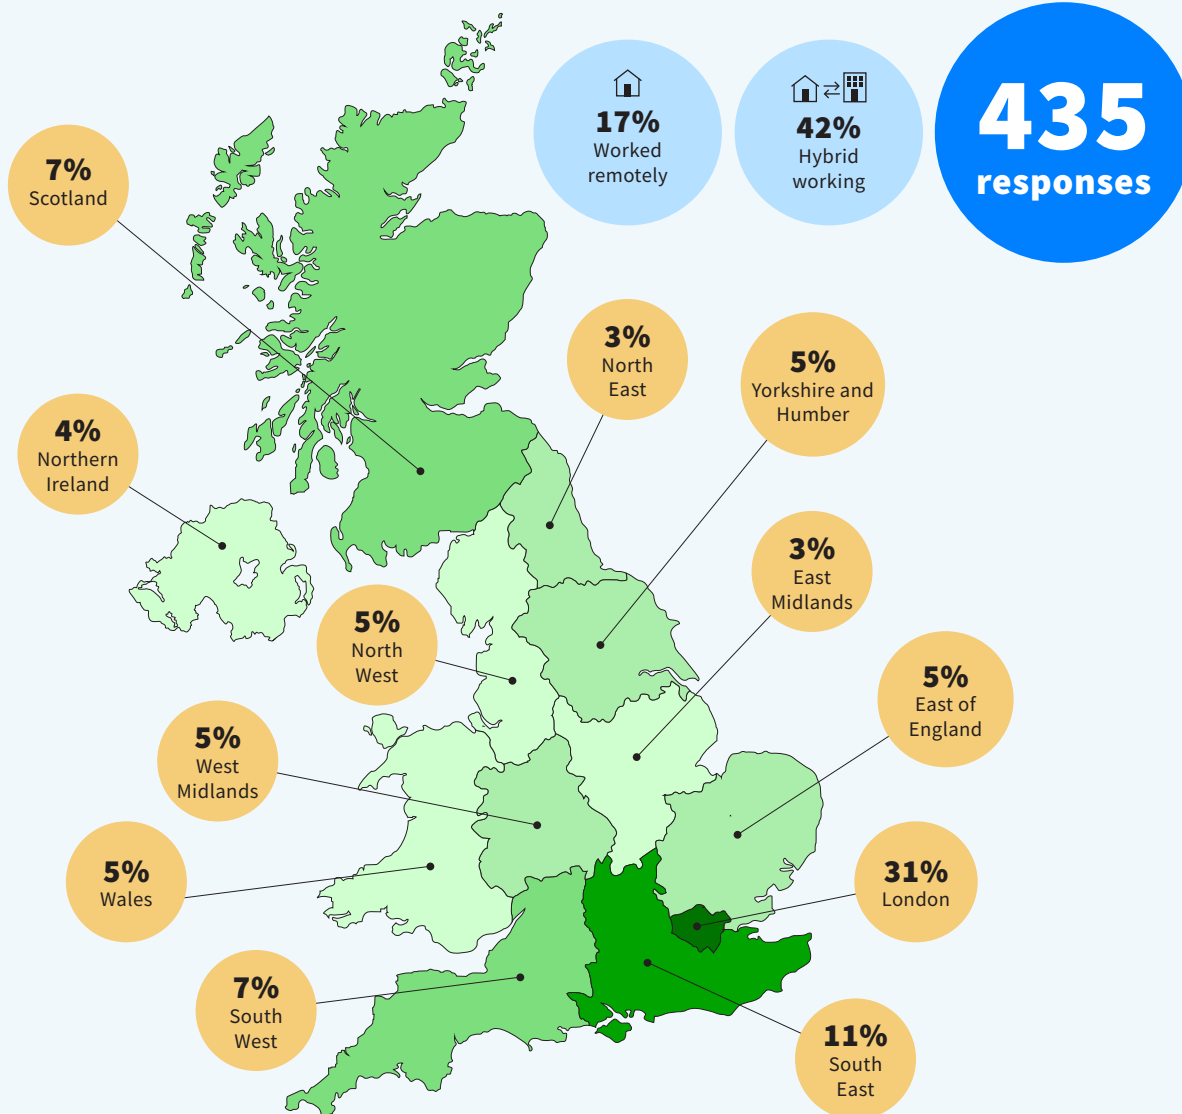 17%
Worked
remotely
42%
Hybrid
working
435
responses
7%
Scotland
3%
North
East
5%
Yorkshire and
Humber
4%
Northern
Ireland
3%
East
Midlands
5%
North
West
5%
East of
England
5%
West
Midlands
5%
Wales
31%
London
7%
South
West
11%
South
East